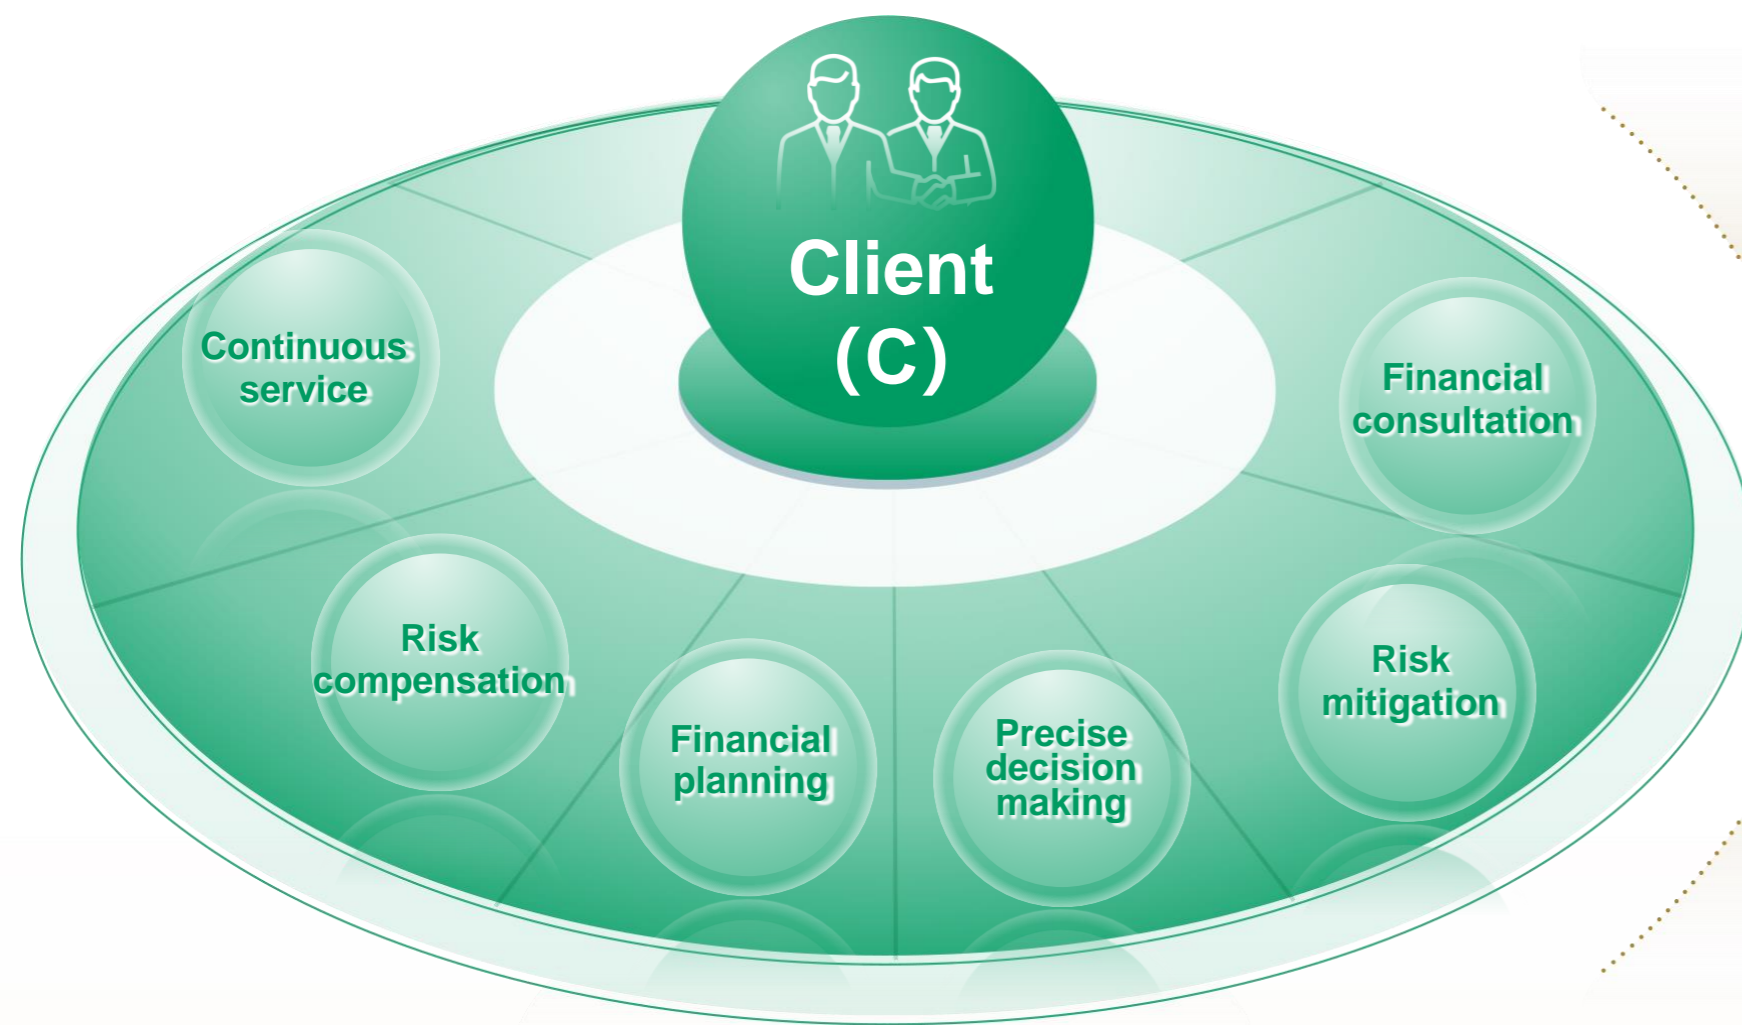 Client
(C)
Continuous
service
Financial
consultation
Risk
compensation
Risk
mitigation
Financial
planning
Precise
decision
making